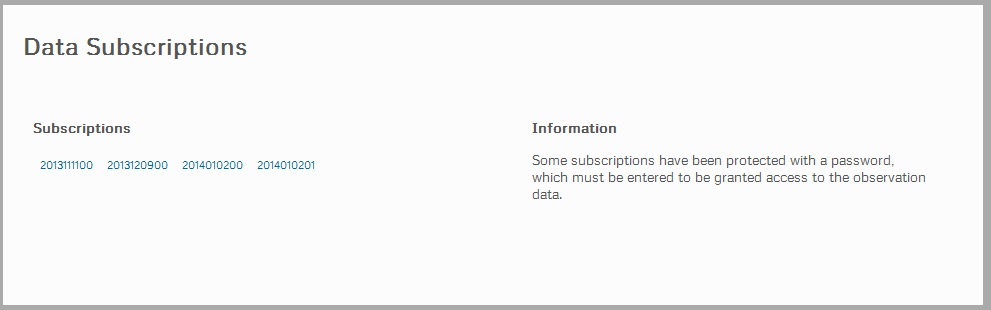 Data Subscriptions
Subscriptions
2013111100 2013120900 2014010200 2014010201
Information
Some subscriptions have been protected with a password,
which must be entered to be granted access to the observation
data.